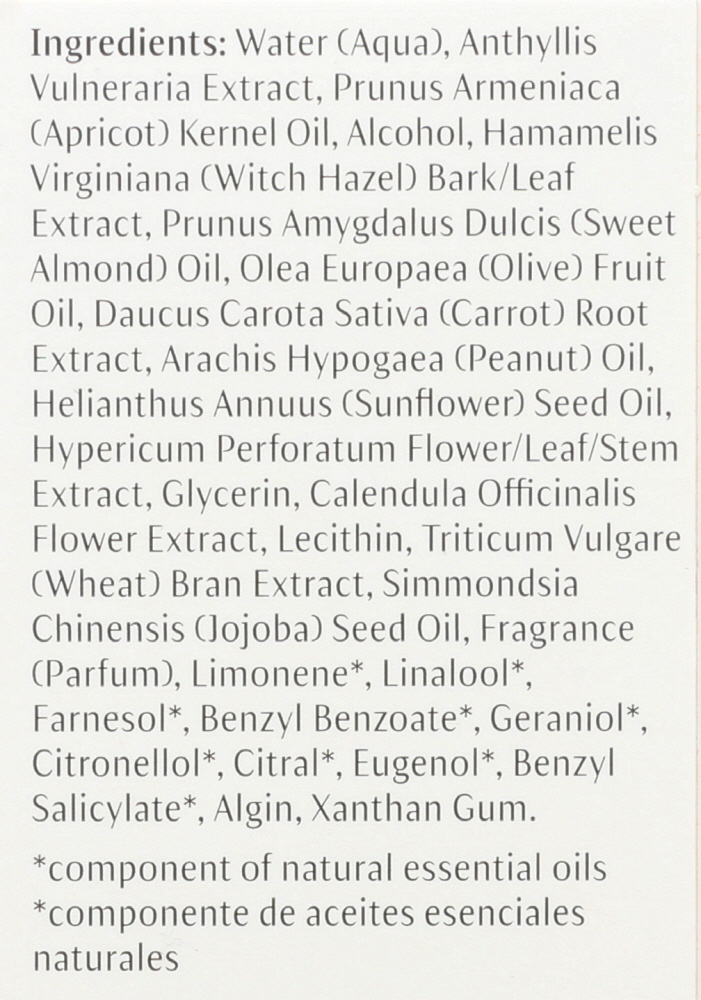 Ingredients: Water (Aqua), Anthyllis
Vulneraria Extract, Prunus Armeniaca
(Apricot) Kernel Oil, Alcohol, Hamamelis
Virginiana (Witch Hazel) Bark/Leaf
Extract, Prunus Amygdalus Dulcis (Sweet
Almond) Oil, Olea Europaea (Olive) Fruit
Oil, Daucus Carota Sativa (Carrot) Root
Extract, Arachis Hypogaea (Peanut) Oil,
Helianthus Annuus (Sunflower) Seed Oil,
Hypericum Perforatum Flower/Leaf/Stem
Extract, Glycerin, Calendula Officinalis
Flower Extract, Lecithin, Triticum Vulgare
(Wheat) Bran Extract, Simmondsia
Chinensis (Jojoba) Seed Oil, Fragrance
(Parfum), Limonene*, Linalool*,
Farnesol*, Benzyl Benzoate*, Geraniol*,
Citronellol*, Citral*, Eugenol*, Benzyl
Salicylate*, Algin, Xanthan Gum.
*component of natural essential oils
*componente de aceites esenciales
naturales